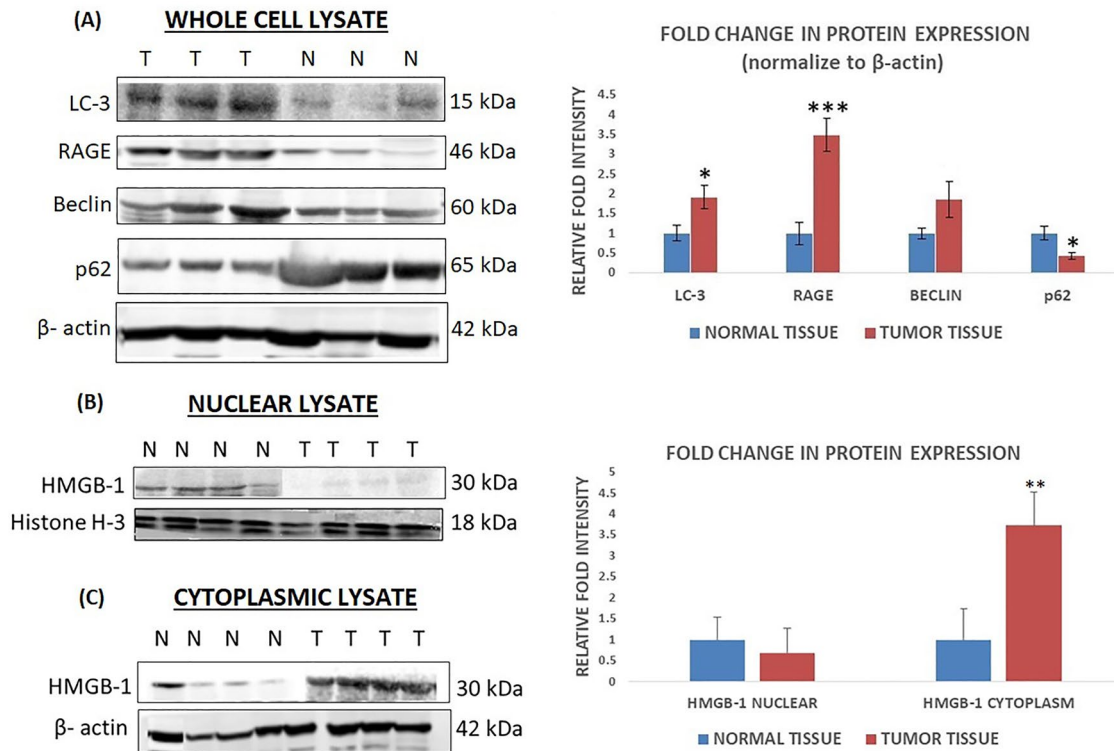 (A)
WHOLE CELL LYSATE
T T T N N N
LC-3 15 kDa
RAGE 46 kDa
Beclin 60 kDa
p62 65 kDa
β- actin 42 kDa
FOLD CHANGE IN PROTEIN EXPRESSION
(normalize to β-actin)
RELATIVE FOLD INTENSITY
4.5
4
3.5
3
2.5
2
1.5
1
0.5
0
*
***
*
LC-3 RAGE BECLIN p62
NORMAL TISSUE TUMOR TISSUE
(B)
NUCLEAR LYSATE
N N N N T T T T
HMGB-1 30 kDa
Histone H-3 18 kDa
(C)
CYTOPLASMIC LYSATE
N N N N T T T T
HMGB-1 30 kDa
β- actin 42 kDa
FOLD CHANGE IN PROTEIN EXPRESSION
RELATIVE FOLD INTENSITY
5
4.5
4
3.5
3
2.5
2
1.5
1
0.5
0
**
HMGB-1 NUCLEAR HMGB-1 CYTOPLASM
NORMAL TISSUE TUMOR TISSUE